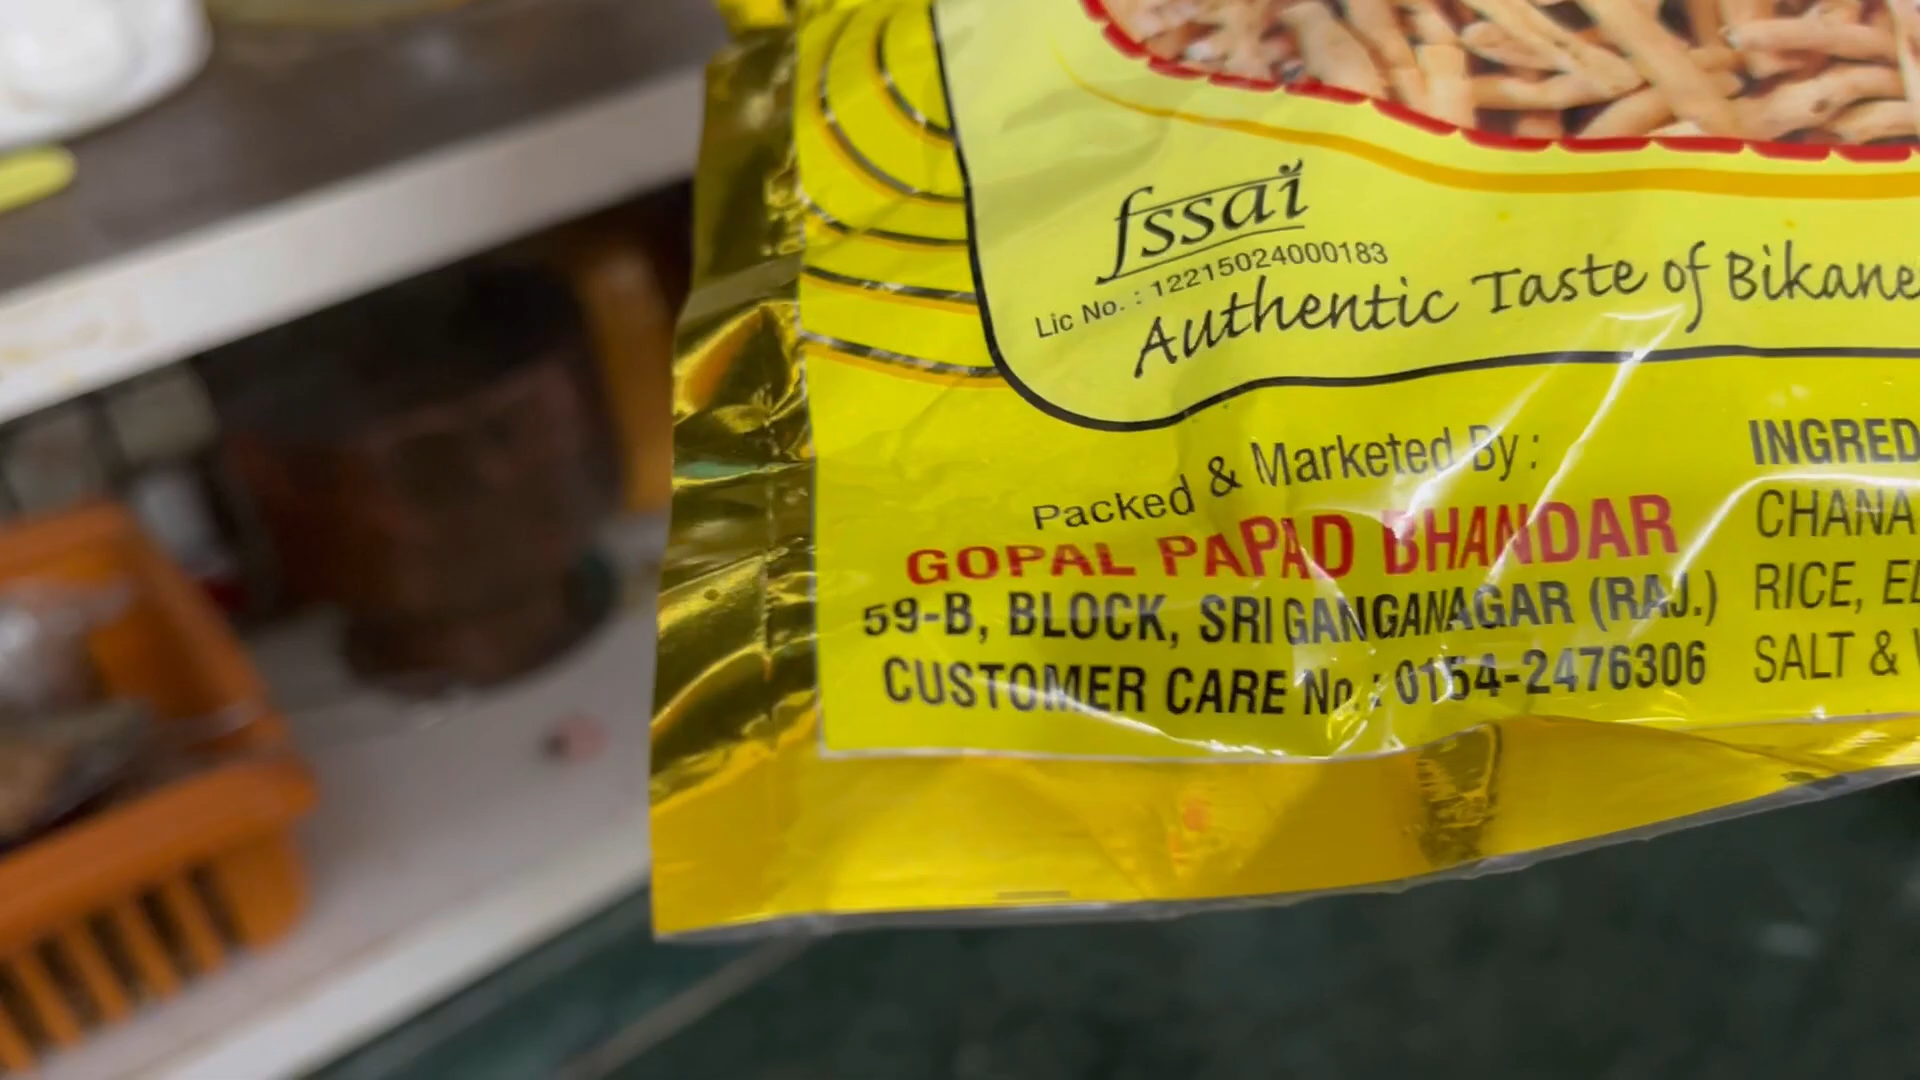 fssai
Lic No. : 12215024000183
Authentic Taste of Bikane
Packed & Marketed By :
GOPAL PAPAD BHANDAR
59-B, BLOCK, SRI GANGANAGAR (RAJ.)
CUSTOMER CARE No. : 0154-2476306
INGRED
CHANA
RICE, ED
SALT &